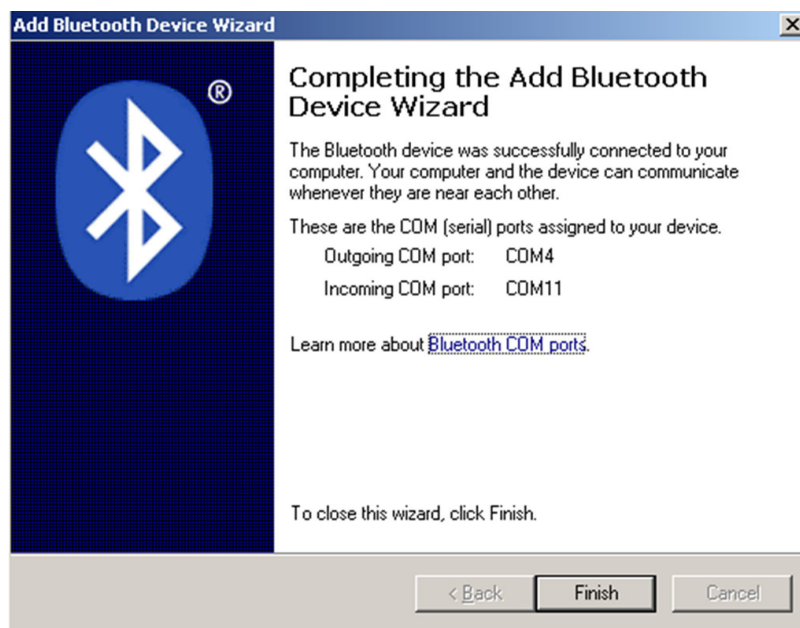 Add Bluetooth Device Wizard
®
Completing the Add Bluetooth
Device Wizard
The Bluetooth device was successfully connected to your
computer. Your computer and the device can communicate
whenever they are near each other.
These are the COM (serial) ports assigned to your device.
Outgoing COM port: COM4
Incoming COM port: COM11
Learn more about Bluetooth COM ports.
To close this wizard, click Finish.
< Back Finish Cancel